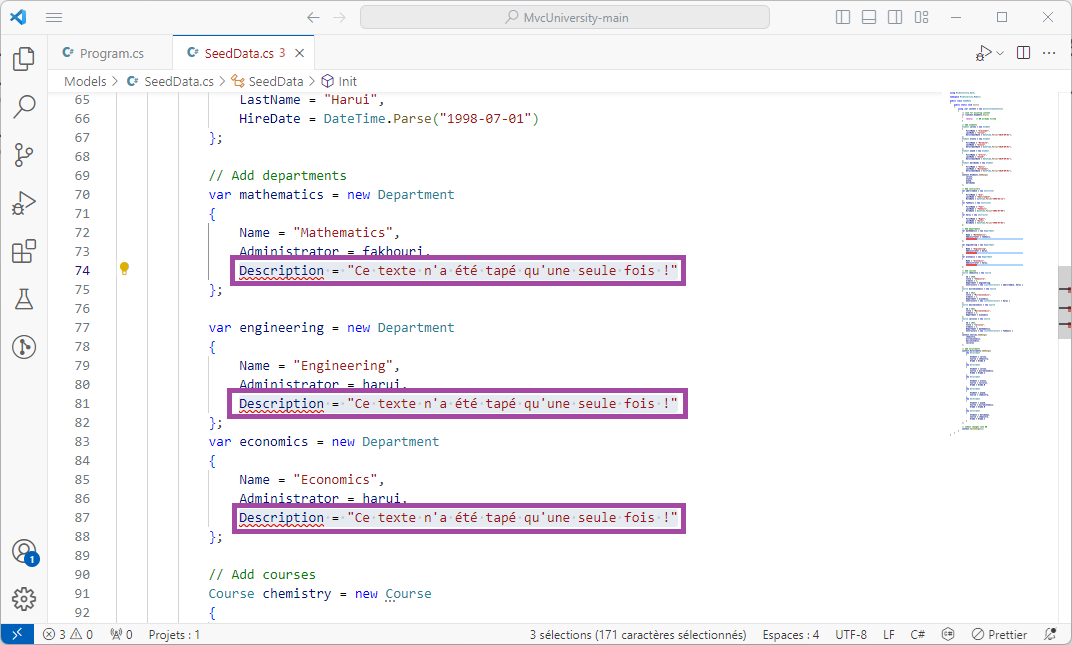 MvcUniversity-main
C# Program.cs
C# SeedData.cs 3
Models > C# SeedData.cs > SeedData > Init
65 LastName = "Harui",
66 HireDate = DateTime.Parse("1998-07-01")
67 };
68
69 // Add departments
70 var mathematics = new Department
71 {
72 Name = "Mathematics",
73 Administrator = fakhouri,
74 Description = "Ce texte n'a été tapé qu'une seule fois !"
75 };
76
77 var engineering = new Department
78 {
79 Name = "Engineering",
80 Administrator = harui,
81 Description = "Ce texte n'a été tapé qu'une seule fois !"
82 };
83 var economics = new Department
84 {
85 Name = "Economics",
86 Administrator = harui,
87 Description = "Ce texte n'a été tapé qu'une seule fois !"
88 };
89
90 // Add courses
91 Course chemistry = new Course
92 {
1
3 0 0 Projets : 1 3 sélections (171 caractères sélectionnés) Espaces : 4 UTF-8 LF C# Prettier